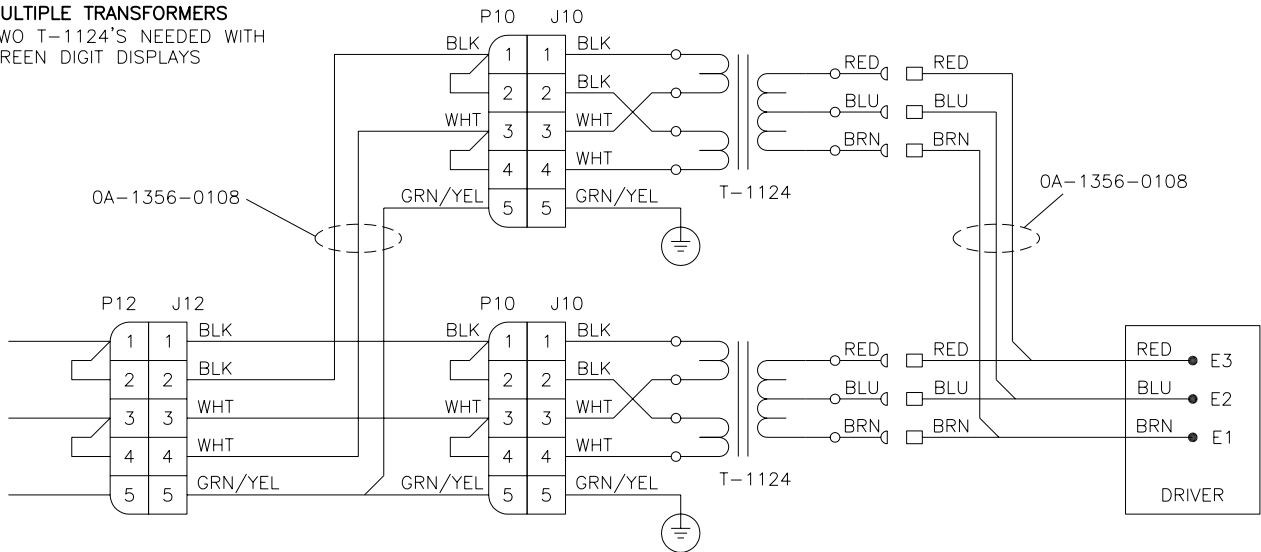 ULTIPLE TRANSFORMERS
WO T-1124'S NEEDED WITH
REEN DIGIT DISPLAYS
P10 J10
BLK 1 1 BLK
2 2 BLK
WHT 3 3 WHT
4 4 WHT
GRN/YEL 5 5 GRN/YEL
T-1124
RED RED
BLU BLU
BRN BRN
0A-1356-0108
0A-1356-0108
P12 J12
1 1 BLK
2 2 BLK
3 3 WHT
4 4 WHT
5 5 GRN/YEL
P10 J10
BLK 1 1 BLK
2 2 BLK
WHT 3 3 WHT
4 4 WHT
GRN/YEL 5 5 GRN/YEL
T-1124
RED RED
BLU BLU
BRN BRN
RED E3
BLU E2
BRN E1
DRIVER